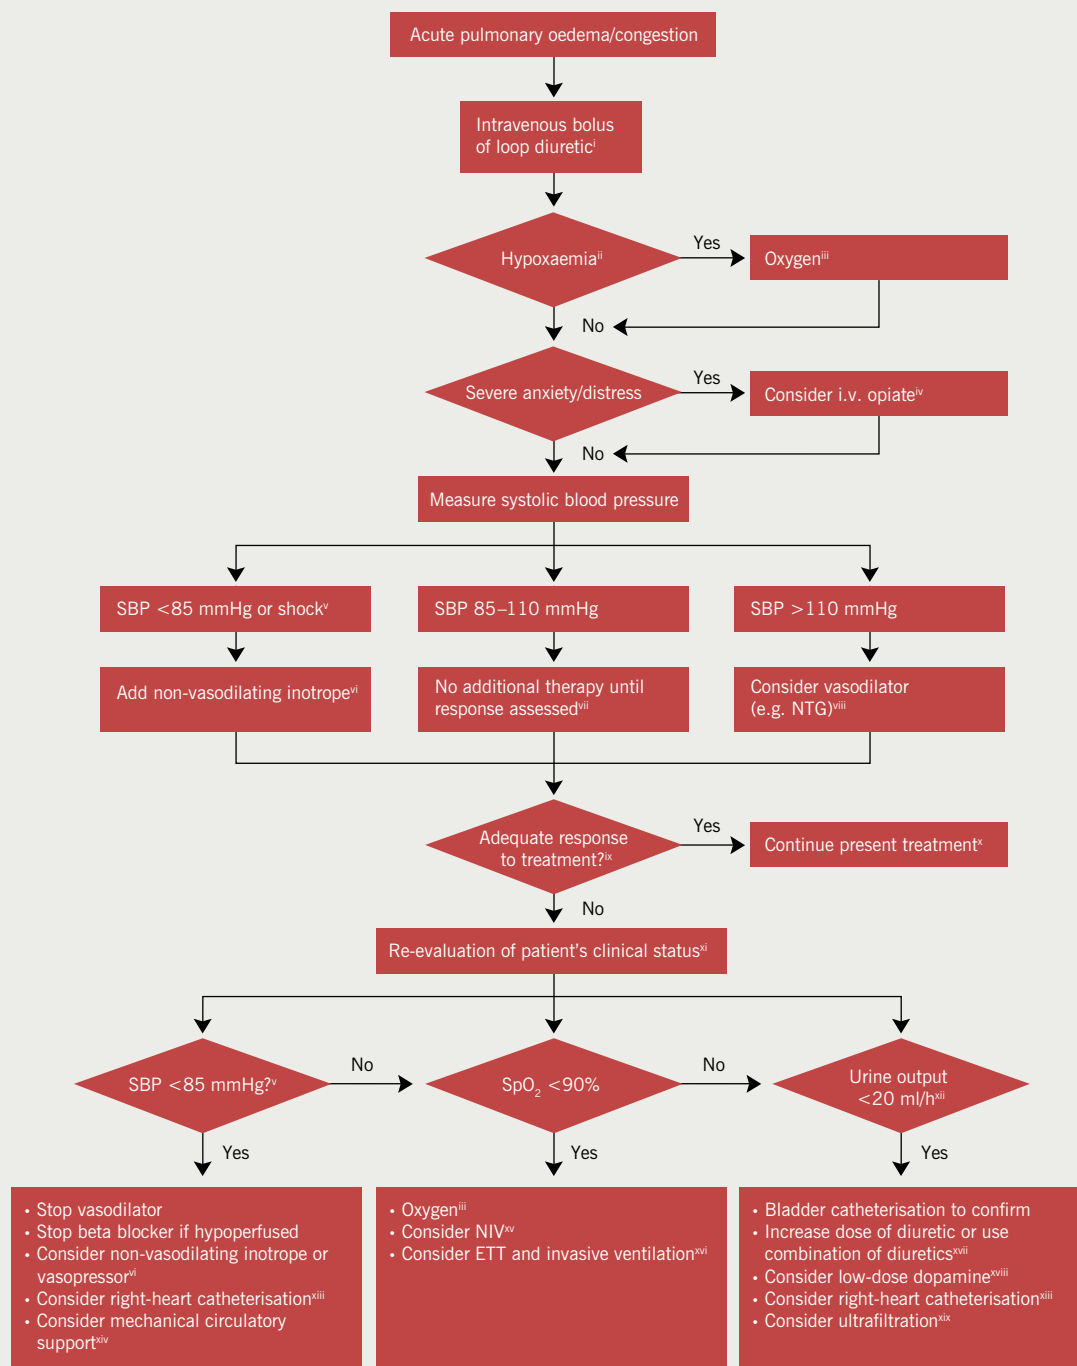 Acute pulmonary oedema/congestion
Intravenous bolus
of loop diureticⁱ
Hypoxaemiaⁱⁱ
Yes
Oxygenⁱⁱⁱ
No
Severe anxiety/distress
Yes
Consider i.v. opiateⁱᵛ
No
Measure systolic blood pressure
SBP <85 mmHg or shockᵛ
SBP 85–110 mmHg
SBP >110 mmHg
Add non-vasodilating inotropeᵛⁱ
No additional therapy until
response assessedᵛⁱⁱ
Consider vasodilator
(e.g. NTG)ᵛⁱⁱⁱ
Adequate response
to treatment?ⁱˣ
Yes
Continue present treatmentˣ
No
Re-evaluation of patient’s clinical statusˣⁱ
SBP <85 mmHg?ᵛ
No
SpO₂ <90%
No
Urine output
<20 ml/hˣⁱⁱ
Yes
Yes
Yes
• Stop vasodilator
• Stop beta blocker if hypoperfused
• Consider non-vasodilating inotrope or
vasopressorᵛⁱ
• Consider right-heart catheterisationˣⁱⁱⁱ
• Consider mechanical circulatory
supportˣⁱᵛ
• Oxygenⁱⁱⁱ
• Consider NIVˣᵛ
• Consider ETT and invasive ventilationˣᵛⁱ
• Bladder catheterisation to confirm
• Increase dose of diuretic or use
combination of diureticsˣᵛⁱⁱ
• Consider low-dose dopamineˣᵛⁱⁱⁱ
• Consider right-heart catheterisationˣⁱⁱⁱ
• Consider ultrafiltrationˣⁱˣ